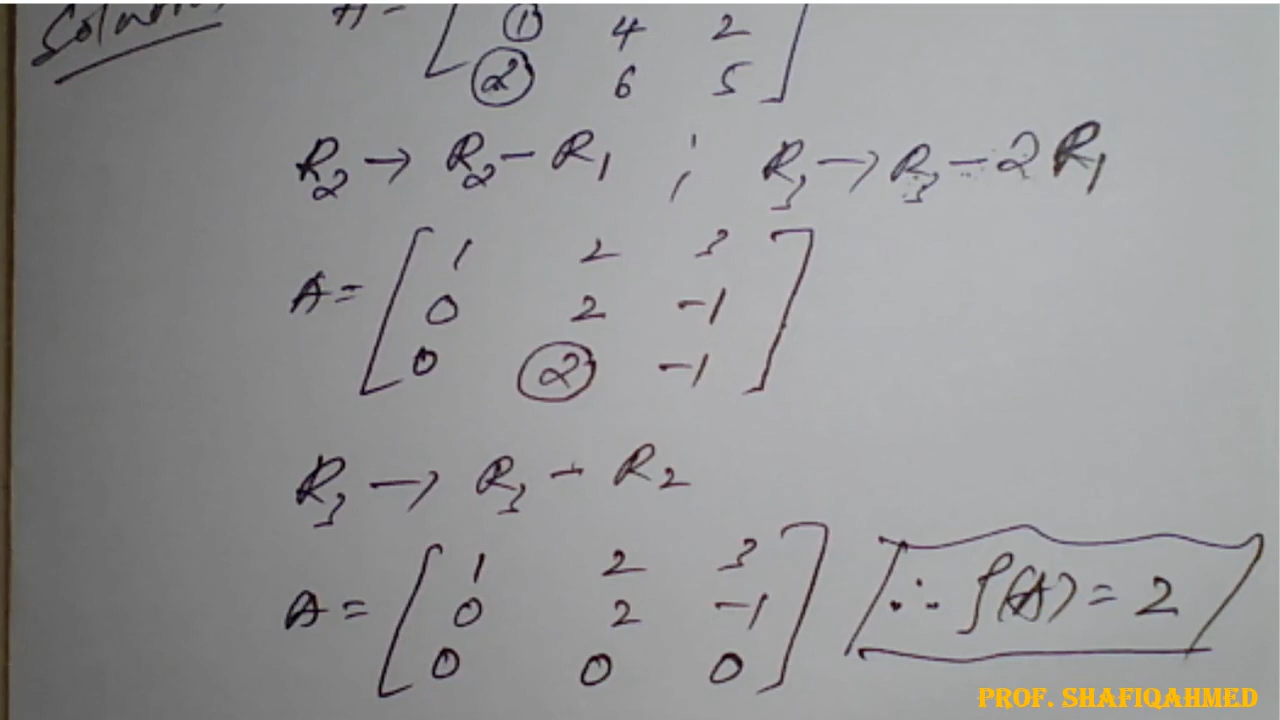 Solution
A = [ 1 4 2
2 6 5 ]
R₂ → R₂ - R₁ ; R₃ → R₃ - 2R₁
A = [ 1 2 3
0 2 -1
0 2 -1 ]
R₃ → R₃ - R₂
A = [ 1 2 3
0 2 -1
0 0 0 ]
∴ ρ(A) = 2
PROF. SHAFIQAHMED